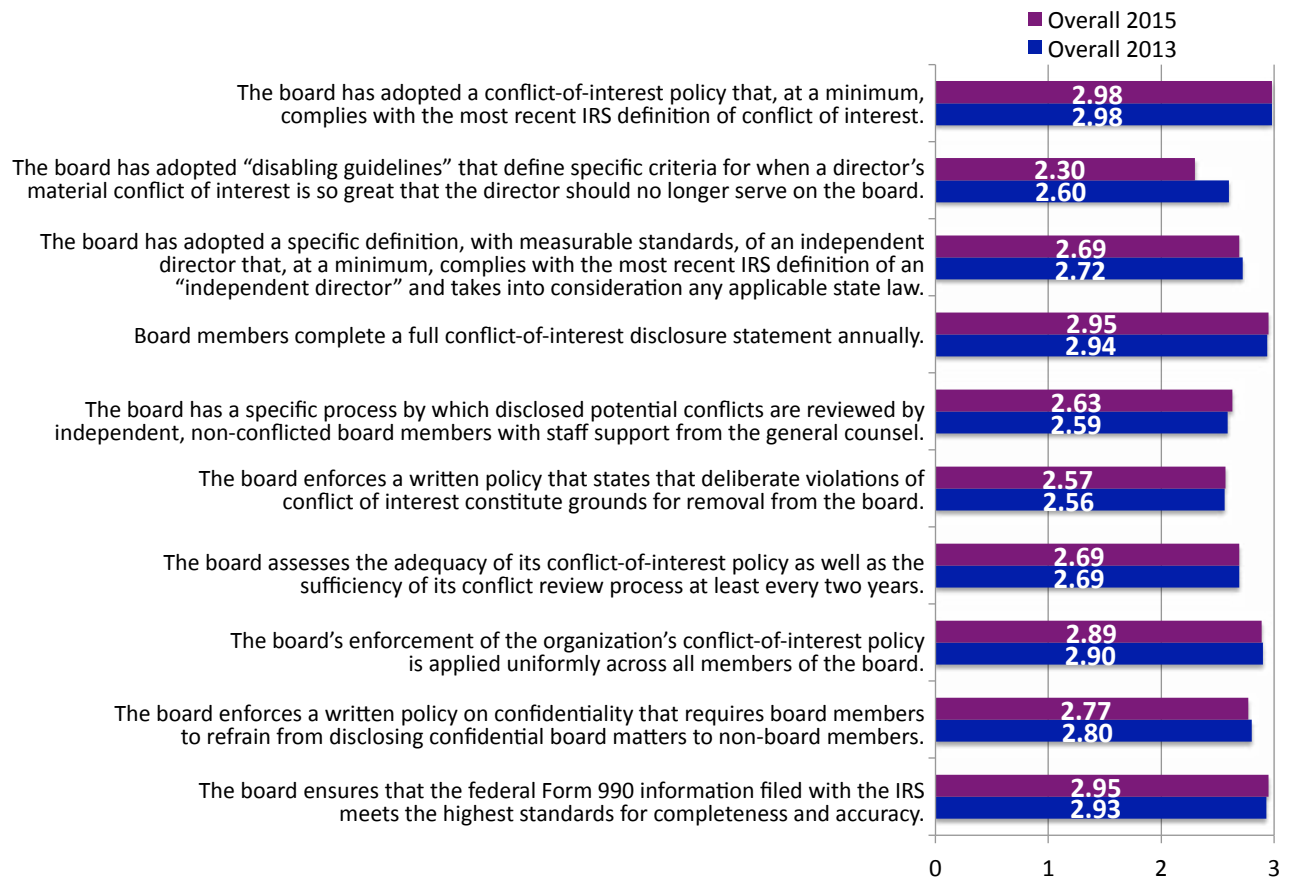 Overall 2015
Overall 2013
The board has adopted a conflict-of-interest policy that, at a minimum,
complies with the most recent IRS definition of conflict of interest.
2.98
2.98
The board has adopted “disabling guidelines” that define specific criteria for when a director’s
material conflict of interest is so great that the director should no longer serve on the board.
2.30
2.60
The board has adopted a specific definition, with measurable standards, of an independent
director that, at a mininum, complies with the most recent IRS definition of an
“independent director” and takes into consideration any applicable state law.
2.69
2.72
Board members complete a full conflict-of-interest disclosure statement annually.
2.95
2.94
The board has a specific process by which disclosed potential conflicts are reviewed by
independent, non-conflicted board members with staff support from the general counsel.
2.63
2.59
The board enforces a written policy that states that deliberate violations of
conflict of interest constitute grounds for removal from the board.
2.57
2.56
The board assesses the adequacy of its conflict-of-interest policy as well as the
sufficiency of its conflict review process at least every two years.
2.69
2.69
The board’s enforcement of the organization’s conflict-of-interest policy
is applied uniformly across all members of the board.
2.89
2.90
The board enforces a written policy on confidentiality that requires board members
to refrain from disclosing confidential board matters to non-board members.
2.77
2.80
The board ensures that the federal Form 990 information filed with the IRS
meets the highest standards for completeness and accuracy.
2.95
2.93
0 1 2 3